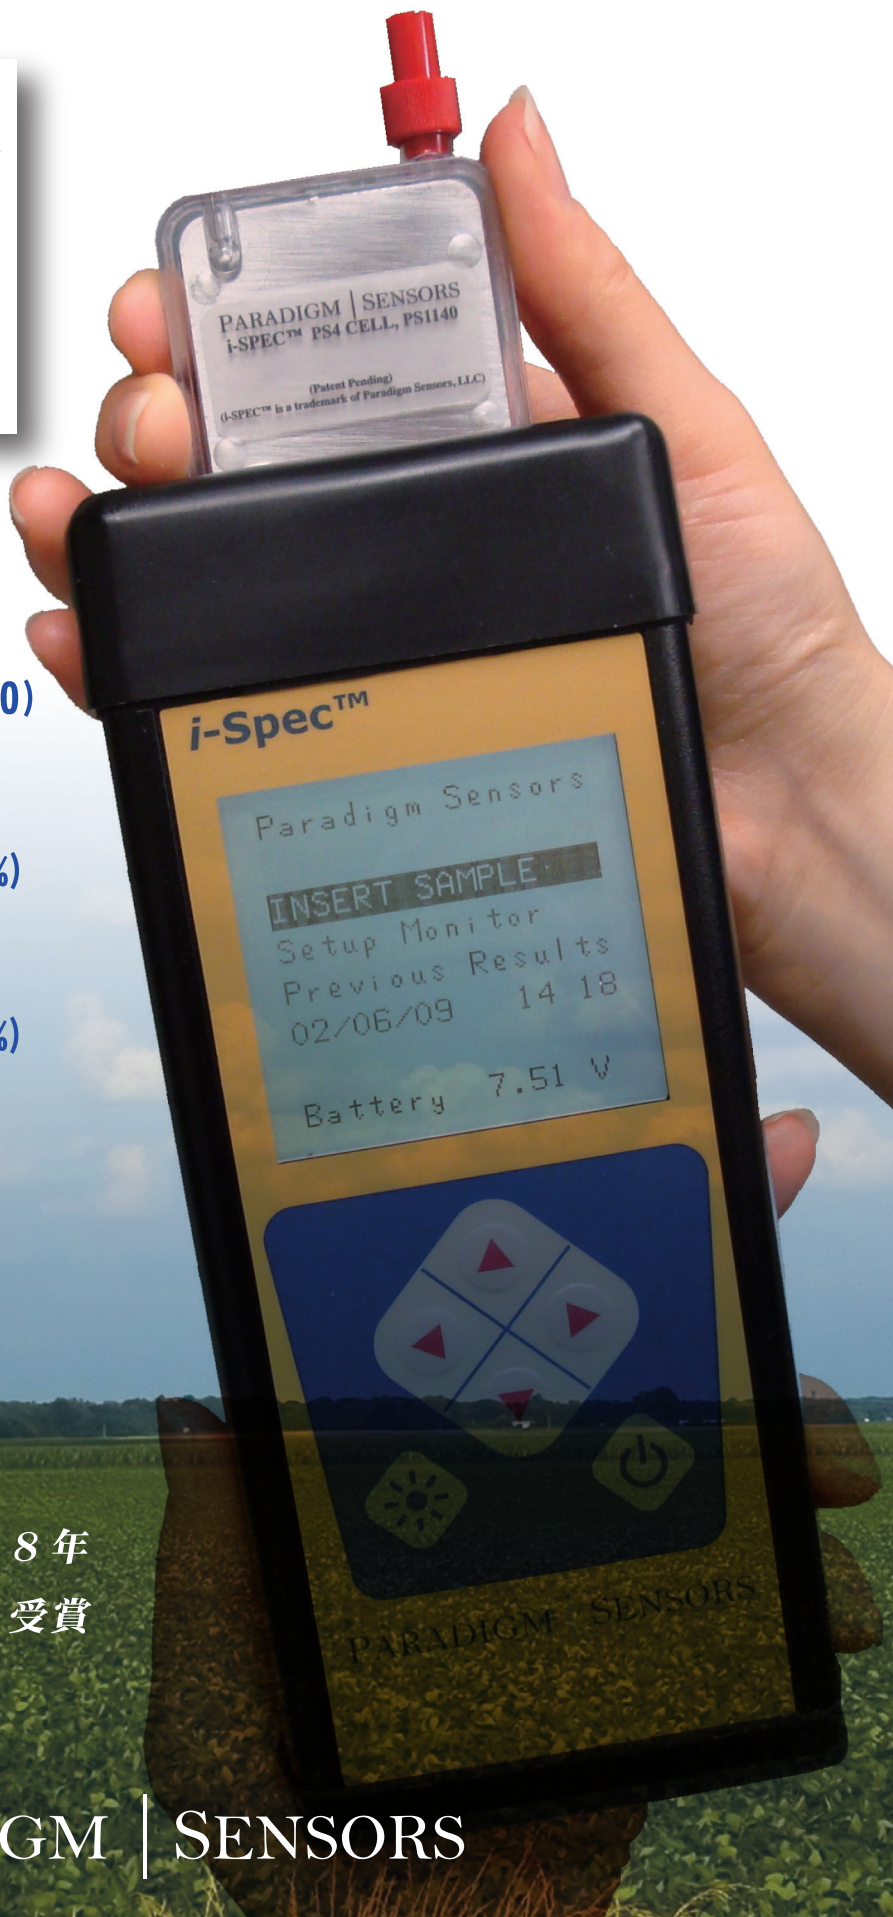 PARADIGM | SENSORS
i-SPEC™ PS4 CELL, PS1140
(Patent Pending)
(i-SPEC™ is a trademark of Paradigm Sensors, LLC)
0)
i-Spec™
Paradigm Sensors
%)
INSERT SAMPLE
Setup Monitor
Previous Results
02/06/09 14 18
%)
Battery 7.51 V
8 年
受賞
PARADIGM SENSORS
GM | SENSORS